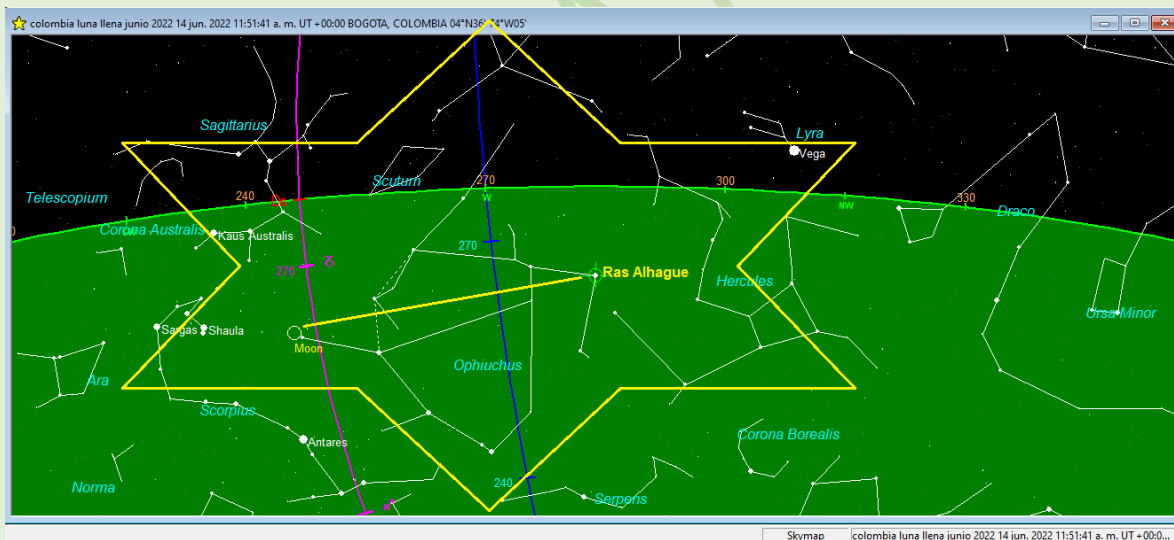 colombia luna llena junio 2022 14 jun. 2022 11:51:41 a. m. UT +00:00 BOGOTA, COLOMBIA 04°N36' 74°W05'
Sagittarius
Lyra
Vega
Scutum
270
W
300
240
330
NW
Telescopium
Draco
Corona Australis
Kaus Australis
270
270
Ras Alhague
Hercules
Ursa Minor
Sargas
Shaula
Moon
Ophiuchus
Ara
Scorpius
Antares
Corona Borealis
Norma
240
Serpens
Skymap
colombia luna llena junio 2022 14 jun. 2022 11:51:41 a. m. UT +00:0...